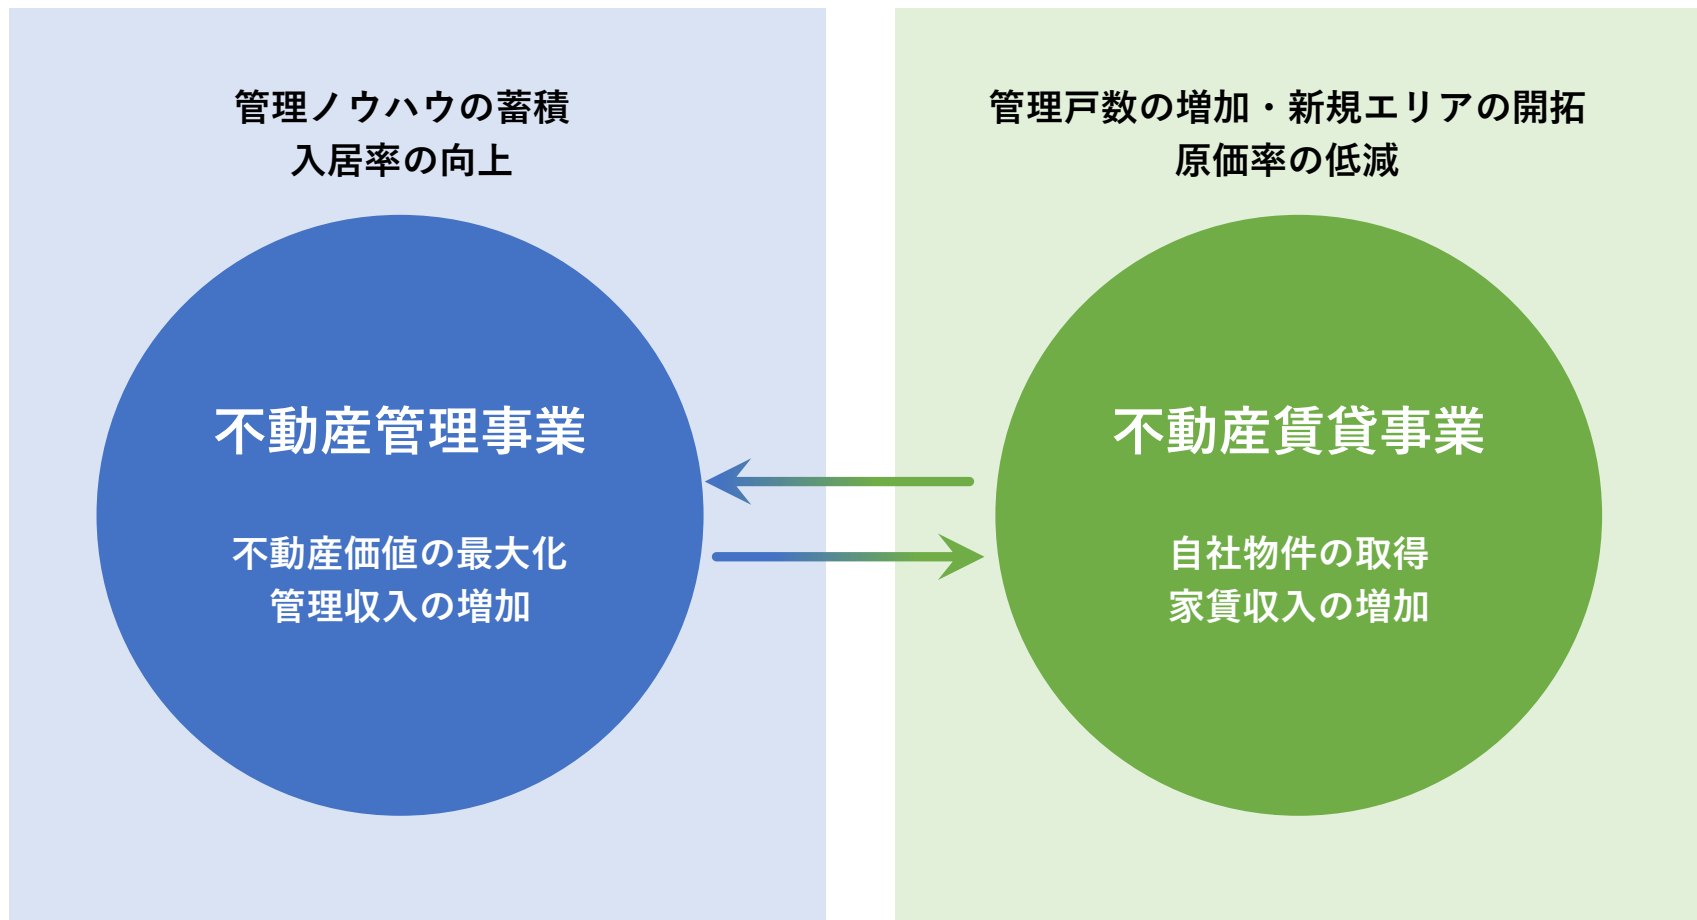 管理ノウハウの蓄積
入居率の向上
不動産管理事業
不動産価値の最大化
管理収入の増加
管理戸数の増加・新規エリアの開拓
原価率の低減
不動産賃貸事業
自社物件の取得
家賃収入の増加